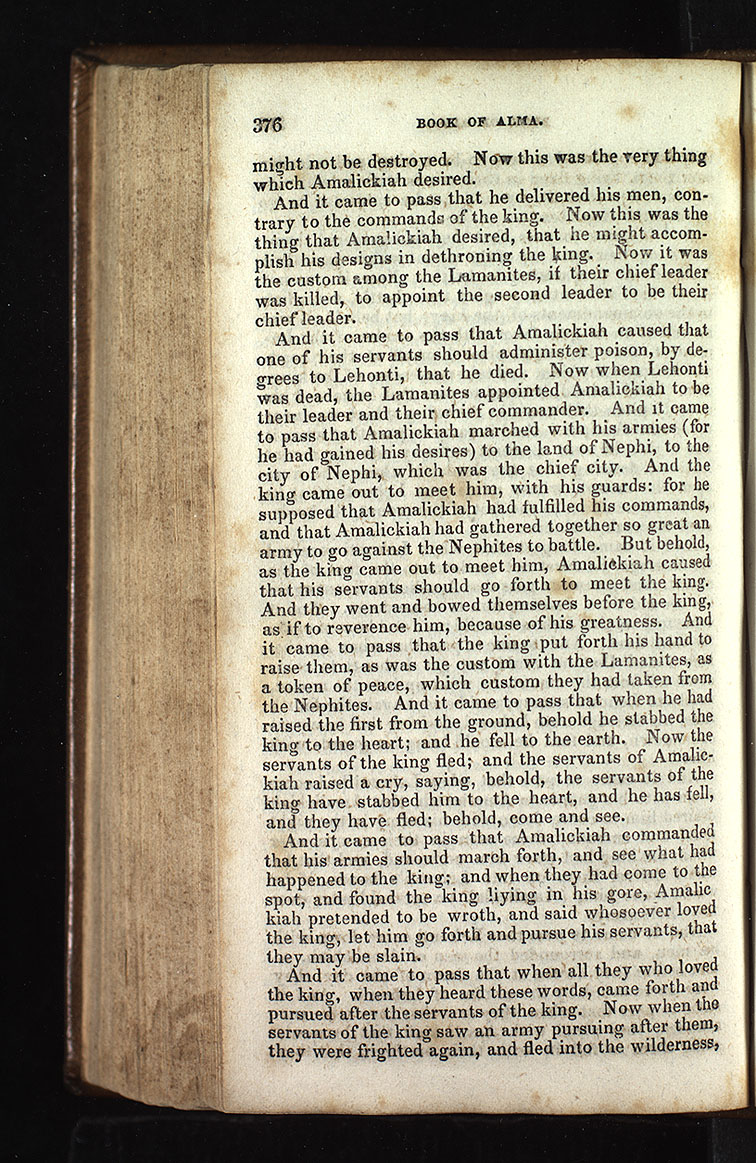 376 BOOK OF ALMA.
might not be destroyed. Now this was the very thing
which Amalickiah desired.
And it came to pass that he delivered his men, con-
trary to the commands of the king. Now this was the
thing that Amalickiah desired, that he might accom-
plish his designs in dethroning the king. Now it was
the custom among the Lamanites, if their chief leader
was killed, to appoint the second leader to be their
chief leader.
And it came to pass that Amalickiah caused that
one of his servants should administer poison, by de-
grees to Lehonti, that he died. Now when Lehonti
was dead, the Lamanites appointed Amalickiah to be
their leader and their chief commander. And it came
to pass that Amalickiah marched with his armies (for
he had gained his desires) to the land of Nephi, to the
city of Nephi, which was the chief city. And the
king came out to meet him, with his guards: for he
supposed that Amalickiah had fulfilled his commands,
and that Amalickiah had gathered together so great an
army to go against the Nephites to battle. But behold,
as the king came out to meet him, Amalickiah caused
that his servants should go forth to meet the king.
And they went and bowed themselves before the king,
as if to reverence him, because of his greatness. And
it came to pass that the king put forth his hand to
raise them, as was the custom with the Lamanites, as
a token of peace, which custom they had taken from
the Nephites. And it came to pass that when he had
raised the first from the ground, behold he stabbed the
king to the heart; and he fell to the earth. Now the
servants of the king fled; and the servants of Amalic-
kiah raised a cry, saying, behold, the servants of the
king have stabbed him to the heart, and he has fell,
and they have fled; behold, come and see.
And it came to pass that Amalickiah commanded
that his armies should march forth, and see what had
happened to the king; and when they had come to the
spot, and found the king liying in his gore, Amalic
kiah pretended to be wroth, and said whosoever loved
the king, let him go forth and pursue his servants, that
they may be slain.
And it came to pass that when all they who loved
the king, when they heard these words, came forth and
pursued after the servants of the king. Now when the
servants of the king saw an army pursuing after them,
they were frighted again, and fled into the wilderness,